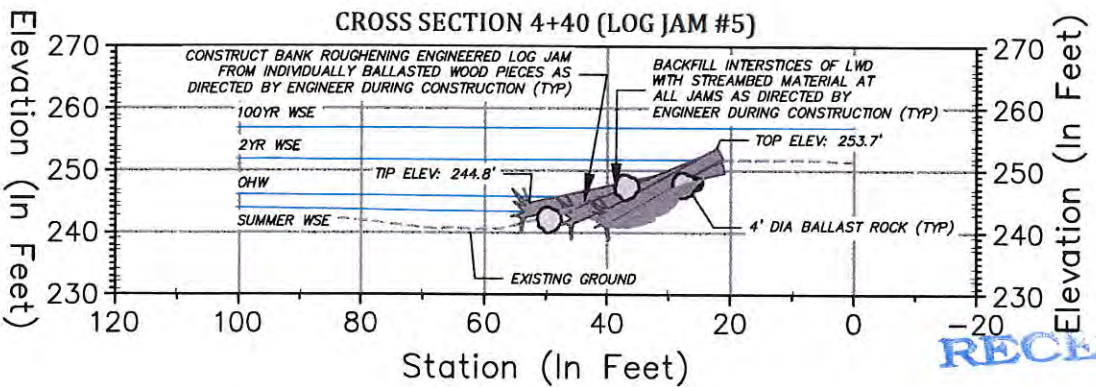 CROSS SECTION 4+40 (LOG JAM #5)
Elevation (In Feet)
270
260
250
240
230
CONSTRUCT BANK ROUGHENING ENGINEERED LOG JAM
FROM INDIVIDUALLY BALLASTED WOOD PIECES AS
DIRECTED BY ENGINEER DURING CONSTRUCTION (TYP)
BACKFILL INTERSTICES OF LWD
WITH STREAMBED MATERIAL AT
ALL JAMS AS DIRECTED BY
ENGINEER DURING CONSTRUCTION (TYP)
100YR WSE
2YR WSE
TOP ELEV: 253.7'
TIP ELEV: 244.8'
OHW
SUMMER WSE
4' DIA BALLAST ROCK (TYP)
EXISTING GROUND
270
260
250
240
230
Elevation (In Feet)
120 100 80 60 40 20 0 -20
Station (In Feet)
RECE